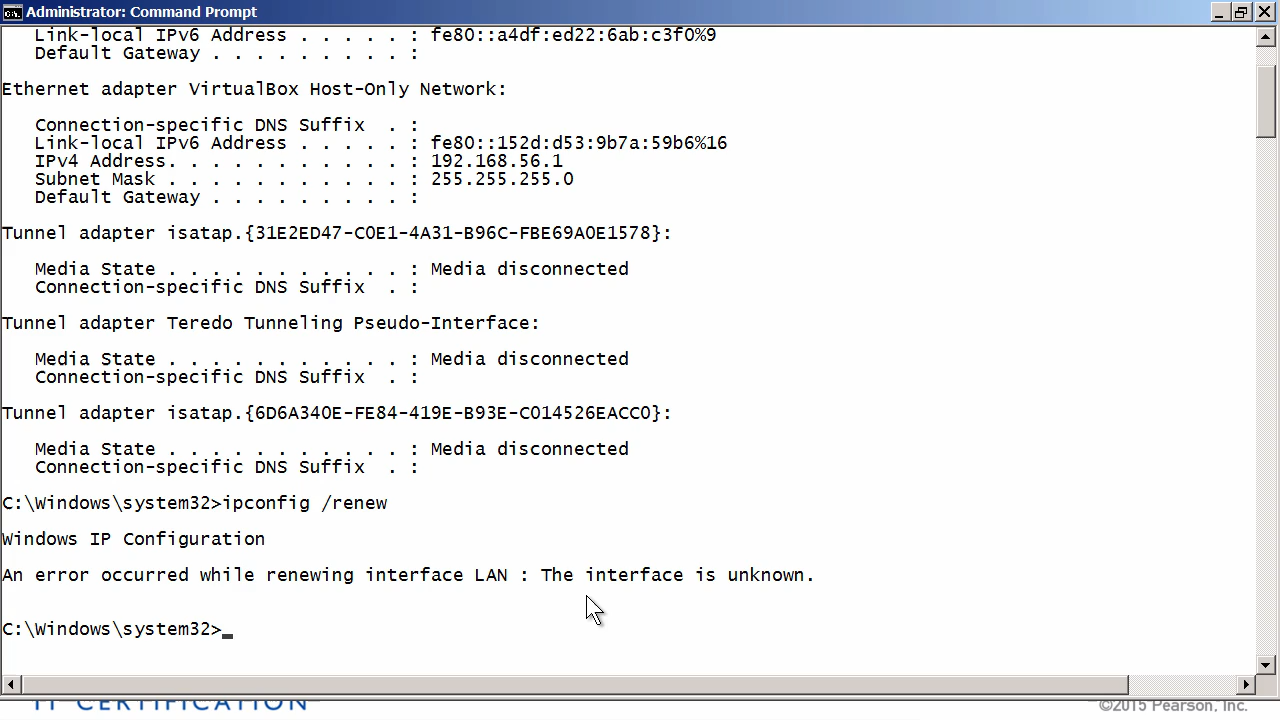 Administrator: Command Prompt
Link-local IPv6 Address . . . . . : fe80::a4df:ed22:6ab:c3f0%9
Default Gateway . . . . . . . . . :
Ethernet adapter VirtualBox Host-Only Network:
Connection-specific DNS Suffix  . :
Link-local IPv6 Address . . . . . : fe80::152d:d53:9b7a:59b6%16
IPv4 Address. . . . . . . . . . . : 192.168.56.1
Subnet Mask . . . . . . . . . . . : 255.255.255.0
Default Gateway . . . . . . . . . :
Tunnel adapter isatap.{31E2ED47-C0E1-4A31-B96C-FBE69A0E1578}:
Media State . . . . . . . . . . . : Media disconnected
Connection-specific DNS Suffix  . :
Tunnel adapter Teredo Tunneling Pseudo-Interface:
Media State . . . . . . . . . . . : Media disconnected
Connection-specific DNS Suffix  . :
Tunnel adapter isatap.{6D6A340E-FE84-419E-B93E-C014526EACC0}:
Media State . . . . . . . . . . . : Media disconnected
Connection-specific DNS Suffix  . :
C:\Windows\system32>ipconfig /renew
Windows IP Configuration
An error occurred while renewing interface LAN : The interface is unknown.
C:\Windows\system32>_
IT CERTIFICATION
©2015 Pearson, Inc.